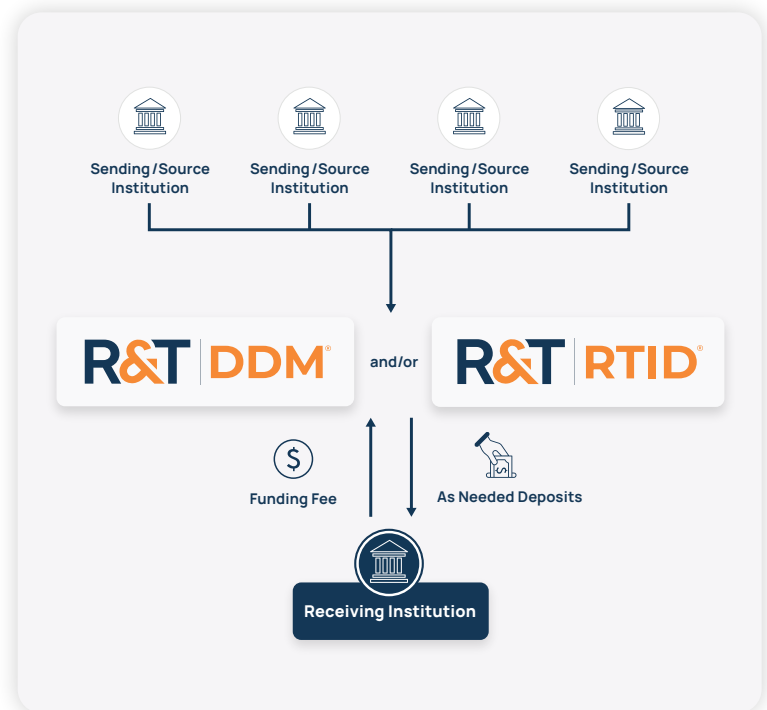 Sending/Source
Institution
Sending/Source
Institution
Sending/Source
Institution
Sending/Source
Institution
R&T DDM®
and/or
R&T RTID®
$
Funding Fee
$
As Needed Deposits
Receiving Institution